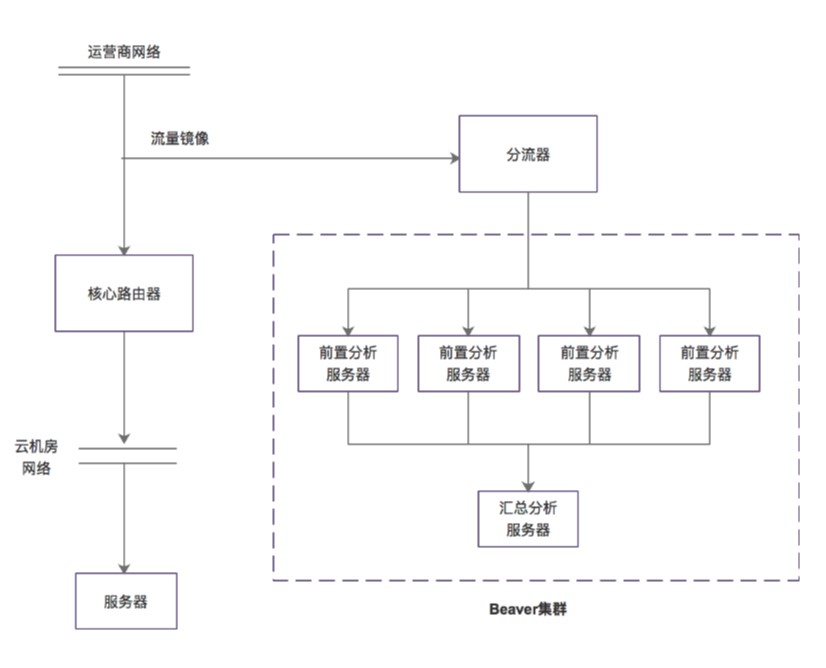 运营商网络
流量镜像
分流器
核心路由器
前置分析
服务器
前置分析
服务器
前置分析
服务器
前置分析
服务器
云机房
网络
汇总分析
服务器
服务器
Beaver集群